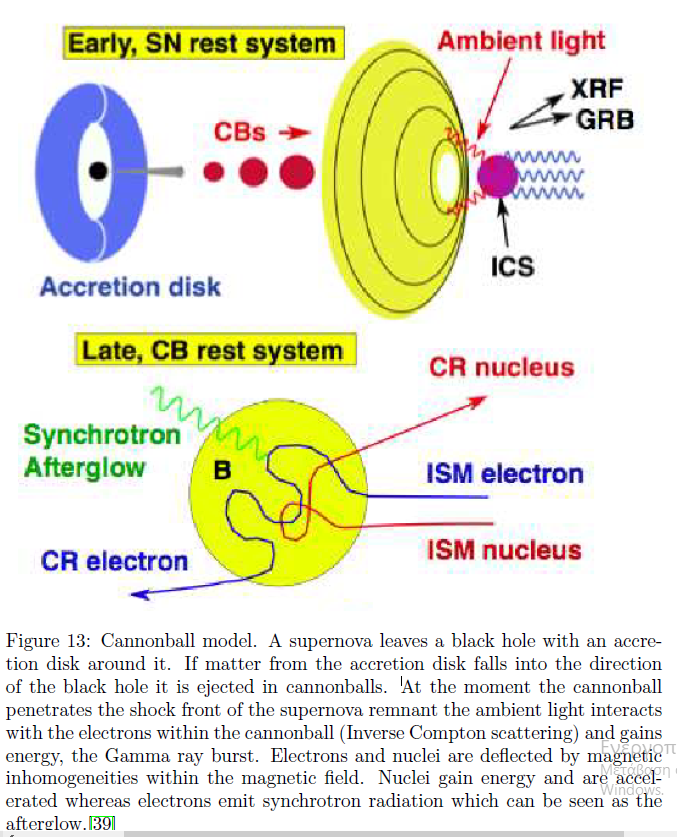 Early, SN rest system
Ambient light
XRF
GRB
CBs
ICS
Accretion disk
Late, CB rest system
CR nucleus
Synchrotron
Afterglow
B
ISM electron
ISM nucleus
CR electron
Figure 13: Cannonball model. A supernova leaves a black hole with an accre-
tion disk around it. If matter from the accretion disk falls into the direction
of the black hole it is ejected in cannonballs. At the moment the cannonball
penetrates the shock front of the supernova remnant the ambient light interacts
with the electrons within the cannonball (Inverse Compton scattering) and gains
energy, the Gamma ray burst. Electrons and nuclei are deflected by magnetic
inhomogeneities within the magnetic field. Nuclei gain energy and are accel-
erated whereas electrons emit synchrotron radiation which can be seen as the
afterglow.[39]
Μετάβαση
Windows.